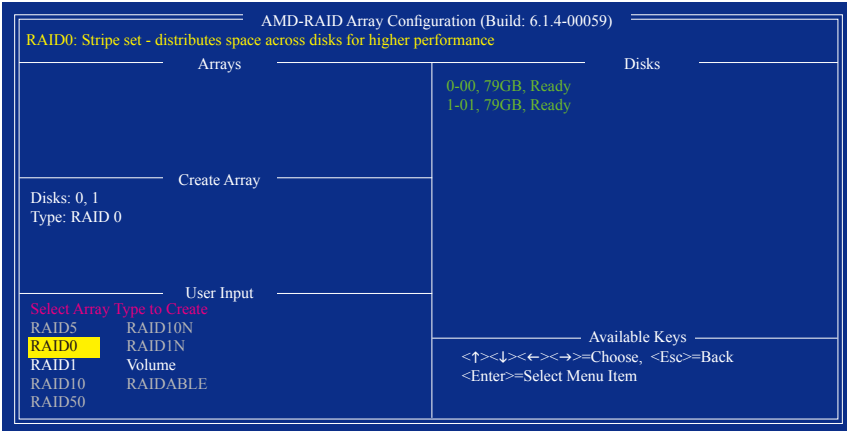 AMD-RAID Array Configuration (Build: 6.1.4-00059)
RAID0: Stripe set - distributes space across disks for higher performance
Arrays
Create Array
Disks: 0, 1
Type: RAID 0
User Input
Select Array Type to Create
RAID5 RAID10N
RAID0 RAID1N
RAID1 Volume
RAID10 RAIDABLE
RAID50
Disks
0-00, 79GB, Ready
1-01, 79GB, Ready
Available Keys
<↑><↓><←><→>=Choose, <Esc>=Back
<Enter>=Select Menu Item